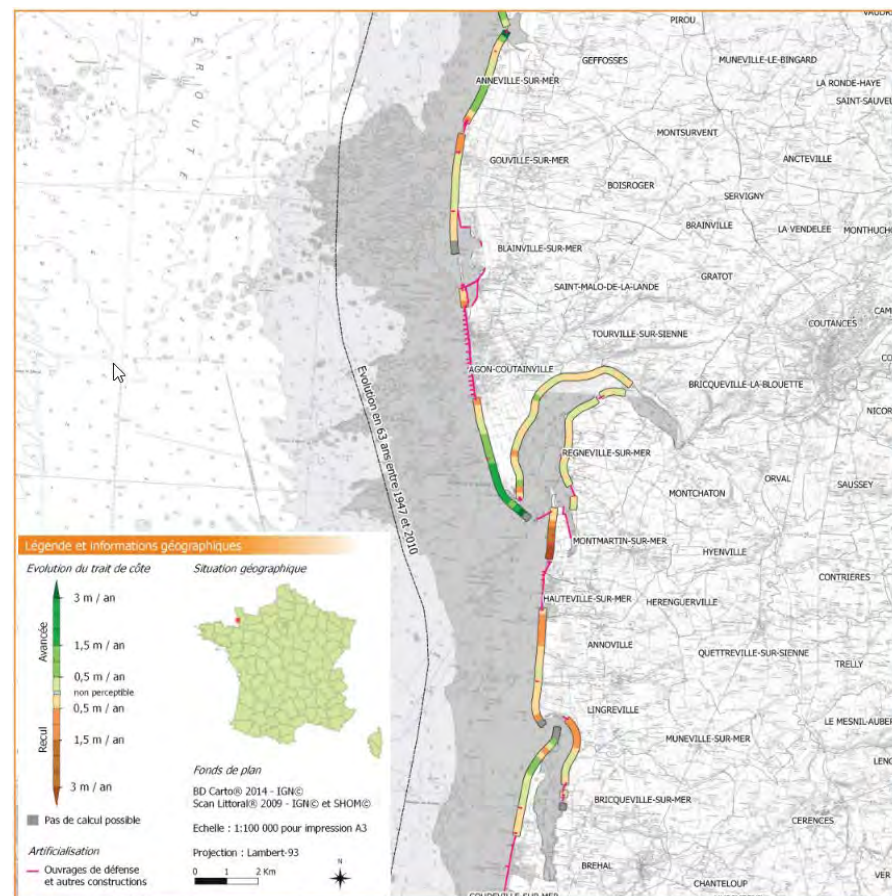 PIROU
GEFFOSSES
MUNEVILLE-LE-BINGARD
ANNEVILLE-SUR-MER
LA RONDE-HAYE
SAINT-SAUVEU
MONTSURVENT
GOUVILLE-SUR-MER
ANCTEVILLE
BOISROGER
SERVIGNY
BRAINVILLE
LA VENDELEE
MONTHUCHO
BLAINVILLE-SUR-MER
GRATOT
SAINT-MALO-DE-LA-LANDE
COUTANCES
CAM
TOURVILLE-SUR-SIENNE
AGON-COUTAINVILLE
BRICQUEVILLE-LA-BLOUETTE
NICOR
Evolution en 63 ans entre 1947 et 2010
REGNEVILLE-SUR-MER
ORVAL
SAUSSEY
MONTCHATON
MONTMARTIN-SUR-MER
HYENVILLE
CONTRIERES
HAUTEVILLE-SUR-MER
HERENGUERVILLE
ANNOVILLE
QUETTREVILLE-SUR-SIENNE
TRELLY
LINGREVILLE
LE MESNIL-AUBER
MUNEVILLE-SUR-MER
LENG
BRICQUEVILLE-SUR-MER
CERENCES
BREHAL
VER
CHANTELOUP
COUDEVILLE-SUR-MER
Légende et informations géographiques
Evolution du trait de côte
Avancée
Recul
3 m / an
1,5 m / an
0,5 m / an
non perceptible
0,5 m / an
1,5 m / an
3 m / an
Pas de calcul possible
Artificialisation
Ouvrages de défense
et autres constructions
Situation géographique
Fonds de plan
BD Carto® 2014 - IGN©
Scan Littoral® 2009 - IGN© et SHOM©
Echelle : 1:100 000 pour impression A3
Projection : Lambert-93
0 1 2 Km
N